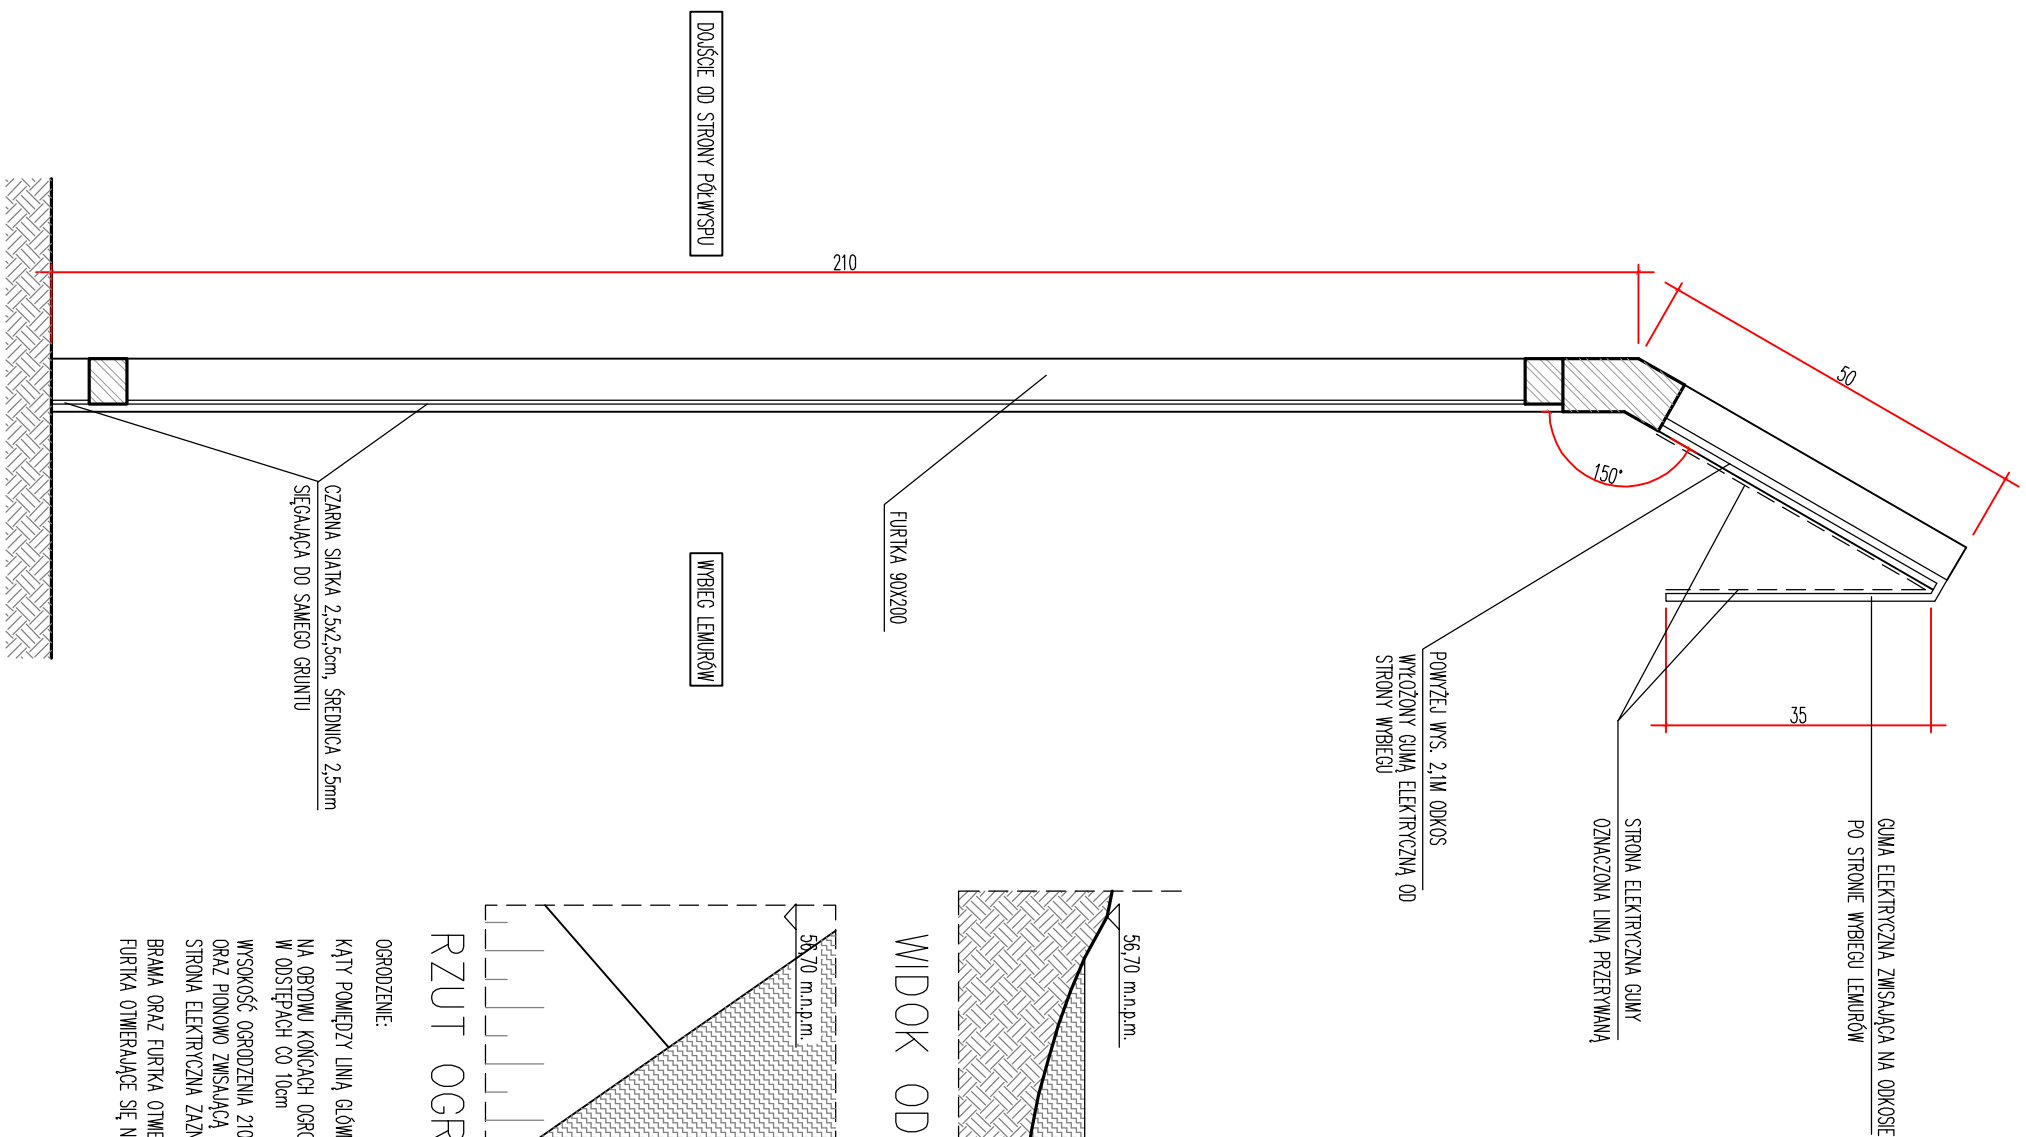 DOJŚCIE OD STRONY PÓŁWYSPU
WYBIEG LEMURÓW
210
50
150°
35
GUMA ELEKTRYCZNA ZWISAJĄCA NA ODKOSIE
PO STRONIE WYBIEGU LEMURÓW
STRONA ELEKTRYCZNA GUMY
OZNACZONA LINIĄ PRZERYWANĄ
POWYŻEJ WYS. 2,1M ODKOS
WYŁOŻONY GUMĄ ELEKTRYCZNĄ OD
STRONY WYBIEGU
FURTKA 90X200
CZARNA SIATKA 2,5x2,5cm, ŚREDNICA 2,5mm
SIĘGAJĄCA DO SAMEGO GRUNTU
56,70 m.n.p.m.
WIDOK OD
56,70 m.n.p.m.
RZUT OGR
OGRODZENIE:
KĄTY POMIĘDZY LINIĄ GŁÓW
NA OBYDWU KOŃCACH OGRO
W ODSTĘPACH CO 10cm
WYSOKOŚĆ OGRODZENIA 210
ORAZ PIONOWO ZWISAJĄCĄ
STRONA ELEKTRYCZNA ZAZN
BRAMA ORAZ FURTKA OTWIE
FURTKA OTWIERAJĄCE SIĘ N